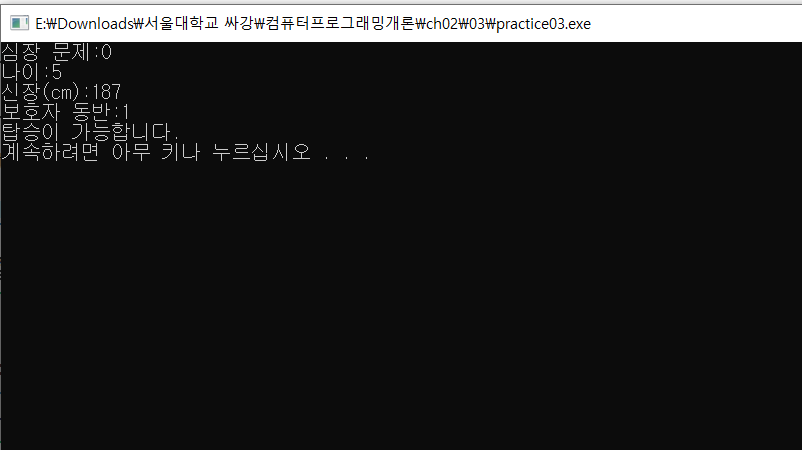 E:₩Downloads₩서울대학교 싸강₩컴퓨터프로그래밍개론₩ch02₩03₩practice03.exe
심장 문제:0
나이:5
신장(cm):187
보호자 동반:1
탑승이 가능합니다.
계속하려면 아무 키나 누르십시오 . . .